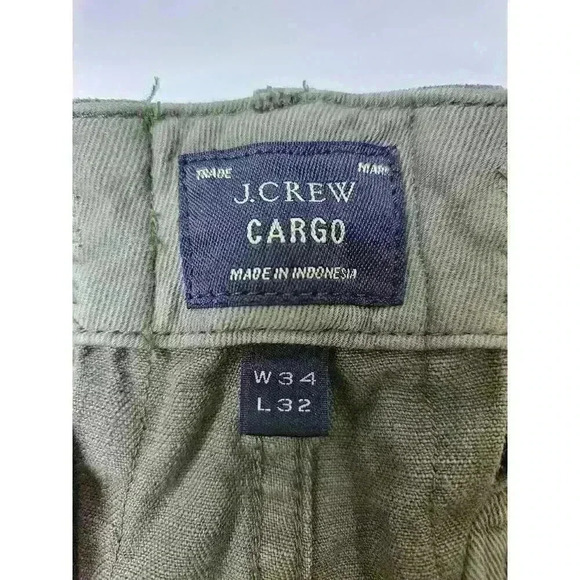 TRADE MARK
J.CREW
CARGO
MADE IN INDONESIA
W34
L32